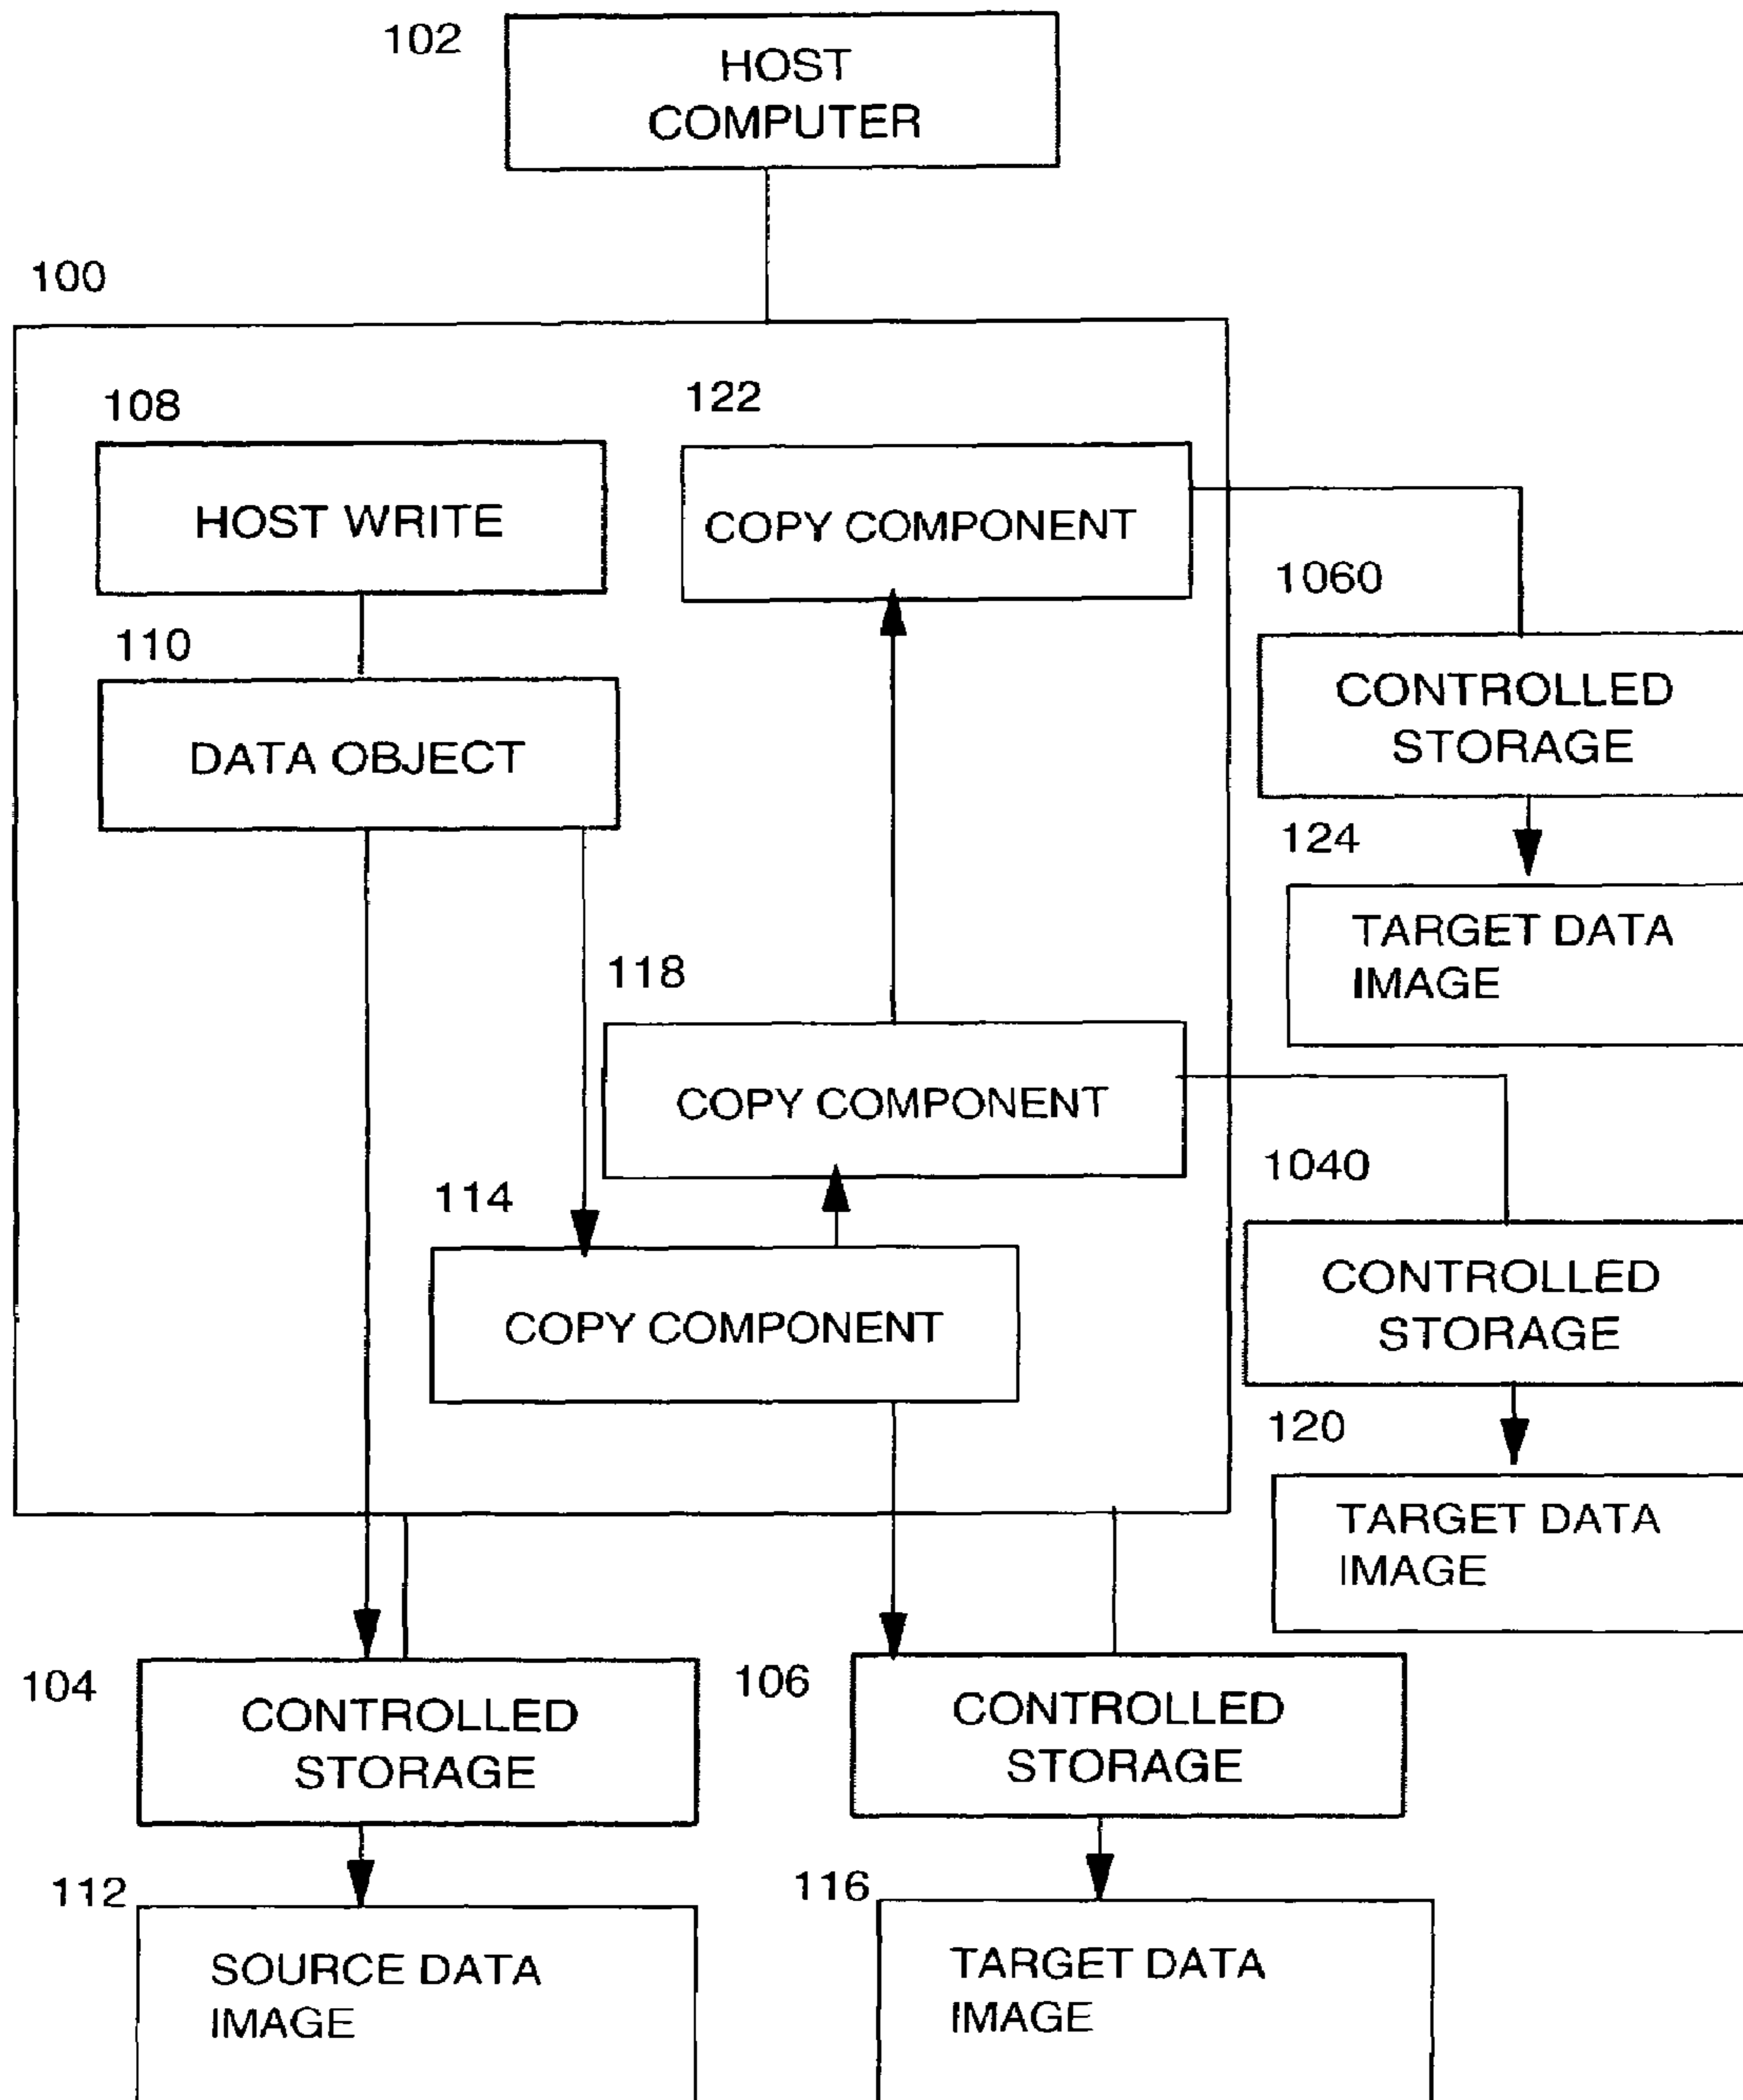 102
HOST
COMPUTER
100
108
HOST WRITE
122
COPY COMPONENT
110
DATA OBJECT
1060
CONTROLLED
STORAGE
124
TARGET DATA
IMAGE
118
COPY COMPONENT
114
COPY COMPONENT
1040
CONTROLLED
STORAGE
120
TARGET DATA
IMAGE
104
CONTROLLED
STORAGE
106
CONTROLLED
STORAGE
112
SOURCE DATA
IMAGE
116
TARGET DATA
IMAGE